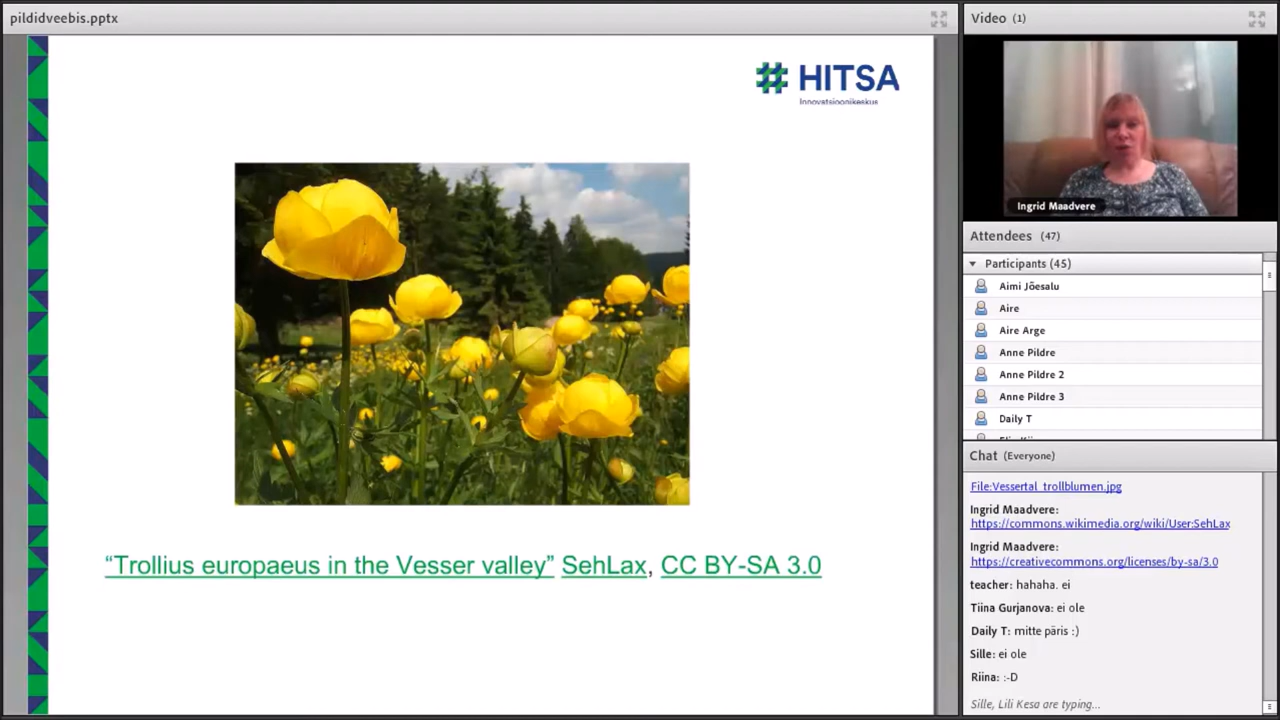 pildidveebis.pptx
HITSA
Innovatsioonikeskus
“Trollius europaeus in the Vesser valley” SehLax, CC BY-SA 3.0
Video (1)
Ingrid Maadvere
Attendees (47)
Participants (45)
Aimi Jõesalu
Aire
Aire Arge
Anne Pildre
Anne Pildre 2
Anne Pildre 3
Daily T
Chat (Everyone)
File:Vessertal_trollblumen.jpg
Ingrid Maadvere:
https://commons.wikimedia.org/wiki/User:SehLax
Ingrid Maadvere:
https://creativecommons.org/licenses/by-sa/3.0
teacher: hahaha. ei
Tiina Gurjanova: ei ole
Daily T: mitte päris :)
Sille: ei ole
Riina: :-D
Sille, Lili Kesa are typing...